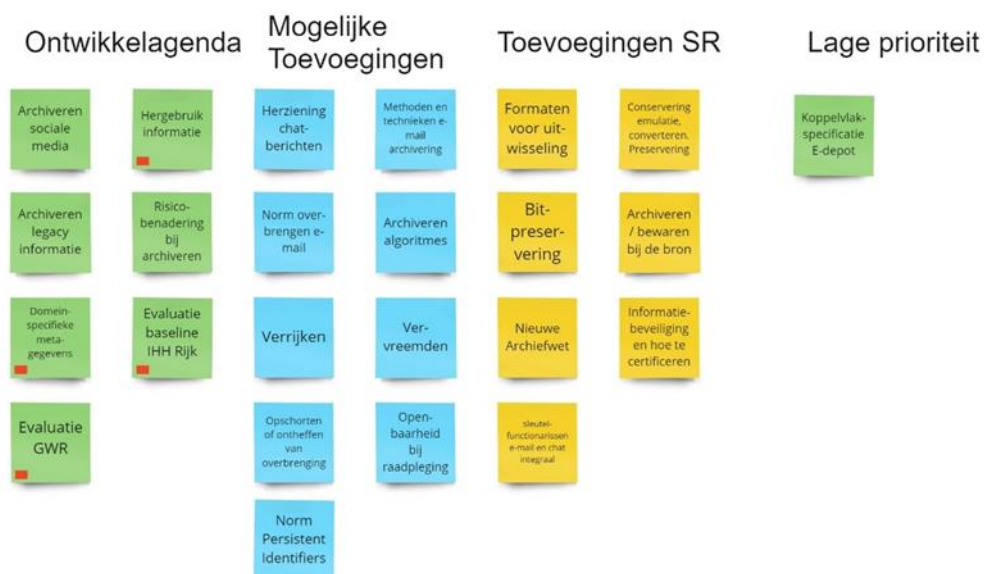 Ontwikkelagenda
Mogelijke
Toevoegingen
Toevoegingen SR
Lage prioriteit
Archiveren
sociale
media
Hergebruik
informatie
Archiveren
legacy
informatie
Risico-
benadering
bij
archiveren
Domein-
specifieke
meta-
gegevens
Evaluatie
baseline
IHH Rijk
Evaluatie
GWR
Herziening
chat-
berichten
Methoden en
technieken e-
mail
archivering
Norm over-
brengen e-
mail
Archiveren
algoritmes
Verrijken
Ver-
vreemden
Opschorten
of ontheffen
van
overbrenging
Open-
baarheid
bij
raadpleging
Norm
Persistent
Identifiers
Formaten
voor uit-
wisseling
Conservering
emulatie,
converteren,
Preservering
Bit-
preser-
vering
Archiveren
/ bewaren
bij de bron
Nieuwe
Archiefwet
Informatie-
beveiliging
en hoe te
certificeren
sleutel-
functionarissen
e-mail en chat
integraal
Koppelvlak-
specificatie
E-depot